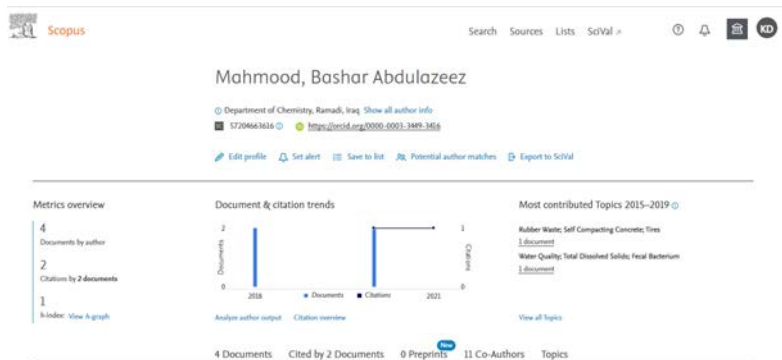 Scopus
Search Sources Lists SciVal ↗
KD
Mahmood, Bashar Abdulazeez
Department of Chemistry, Ramadi, Iraq Show all author info
57204663616 https://orcid.org/0000-0003-3449-3416
Edit profile Set alert Save to list Potential author matches Export to SciVal
Metrics overview
4
Documents by author
2
Citations by 2 documents
1
h-index: View h-graph
Document & citation trends
2
0
Documents
1
0
Citations
2018
Documents Citations
2021
Analyze author output Citation overview
Most contributed Topics 2015–2019
Rubber Waste; Self Compacting Concrete; Tires
1 document
Water Quality; Total Dissolved Solids; Fecal Bacterium
1 document
View all Topics
New
4 Documents Cited by 2 Documents 0 Preprints 11 Co-Authors Topics